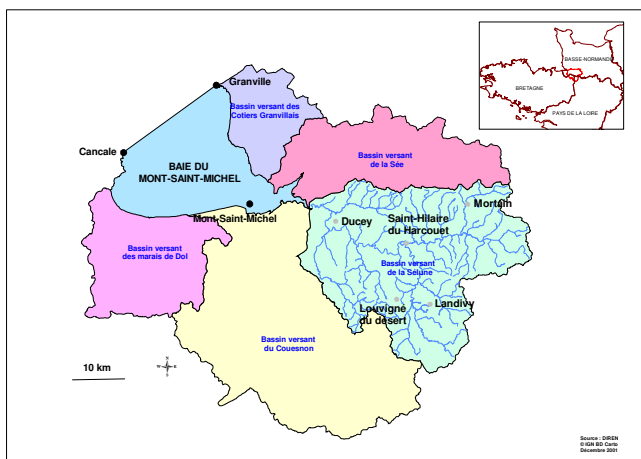 BASSE-NORMANDIE
BRETAGNE
PAYS DE LA LOIRE
Granville
Bassin versant des
Cotiers Granvillais
Cancale
BAIE DU
MONT-SAINT-MICHEL
Bassin versant
de la Sée
Mont-Saint-Michel
Mortain
Ducey
Saint-Hilaire
du Harcouet
Bassin versant
des marais de Dol
Bassin versant
de la Sélune
Louvigné
du désert
Landivy
Bassin versant
du Couesnon
10 km
N
W
E
S
Source : DIREN
© IGN BD Carto
Décembre 2001